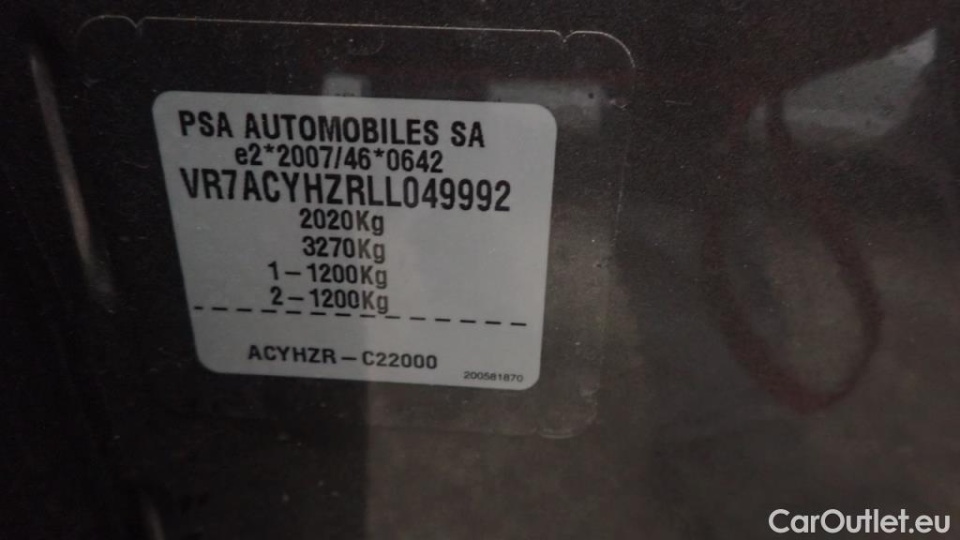 PSA AUTOMOBILES SA
e2*2007/46*0642
VR7ACYHZRLL049992
2020Kg
3270Kg
1-1200Kg
2-1200Kg
ACYHZR-C22000
200581870
CarOutlet.eu